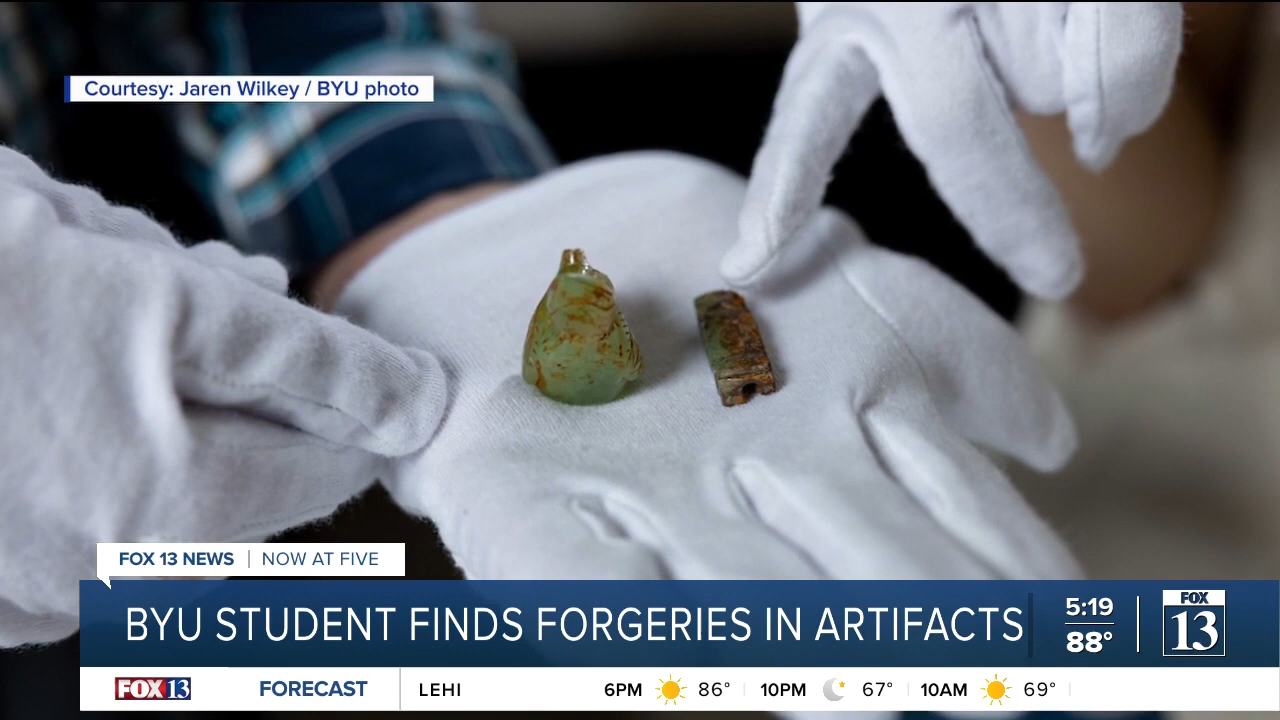 Courtesy: Jaren Wilkey / BYU photo
FOX 13 NEWS | NOW AT FIVE
BYU STUDENT FINDS FORGERIES IN ARTIFACTS
5:19
88°
FOX
13
FOX 13
FORECAST
LEHI
6PM 86° 10PM 67° 10AM 69°